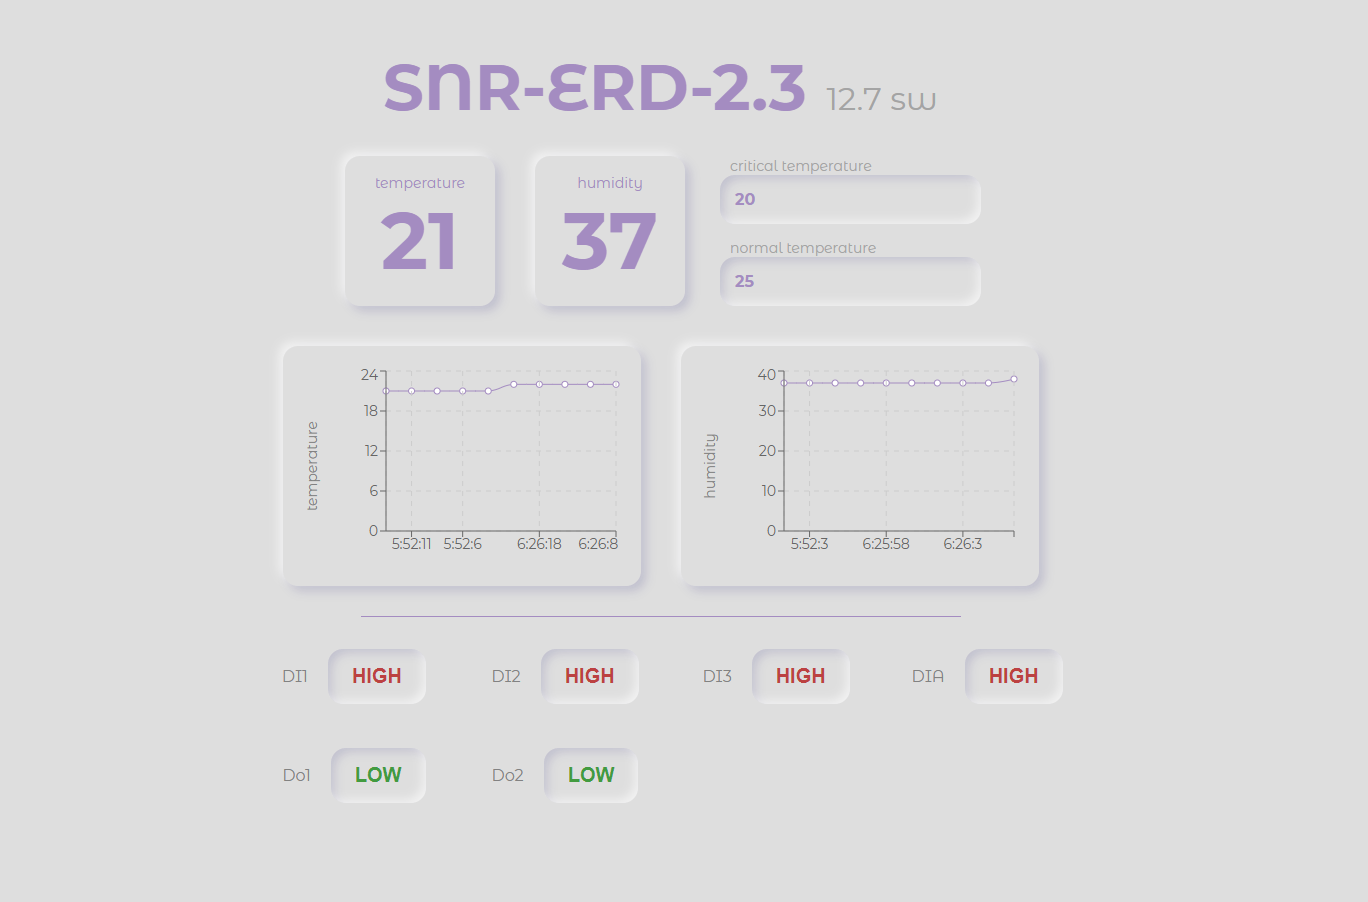 SNR-ERD-2.3 12.7 sw
temperature
21
humidity
37
critical temperature
20
normal temperature
25
temperature
24
18
12
6
0
5:52:11 5:52:6 6:26:18 6:26:8
humidity
40
30
20
10
0
5:52:3 6:25:58 6:26:3
DI1 HIGH DI2 HIGH DI3 HIGH DIA HIGH
Do1 LOW Do2 LOW